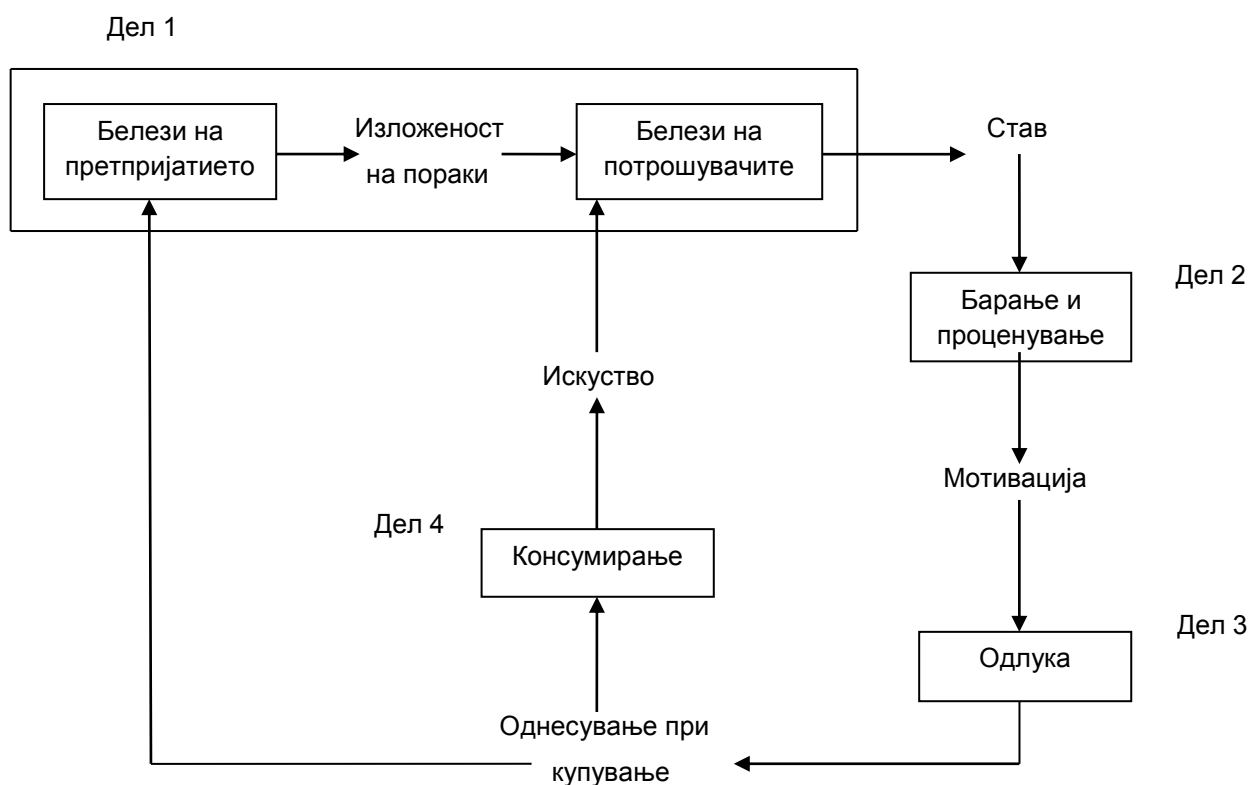 Дел 1
Белези на
претпријатието
Изложеност
на пораки
Белези на
потрошувачите
Став
Дел 2
Барање и
проценување
Искуство
Мотивација
Дел 4
Консумирање
Дел 3
Одлука
Однесување при
купување